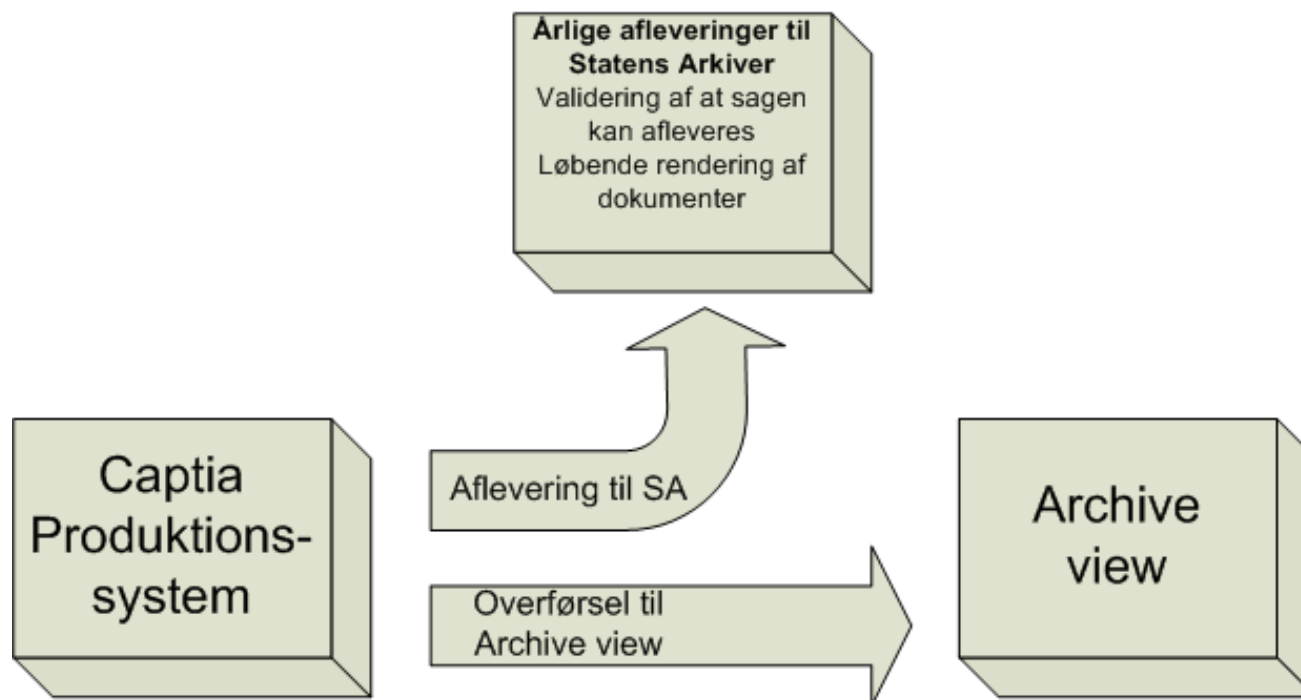 Årlige afleveringer til
Statens Arkiver
Validering af at sagen
kan afleveres
Løbende rendering af
dokumenter
Captia
Produktions-
system
Aflevering til SA
Overførsel til
Archive view
Archive
view